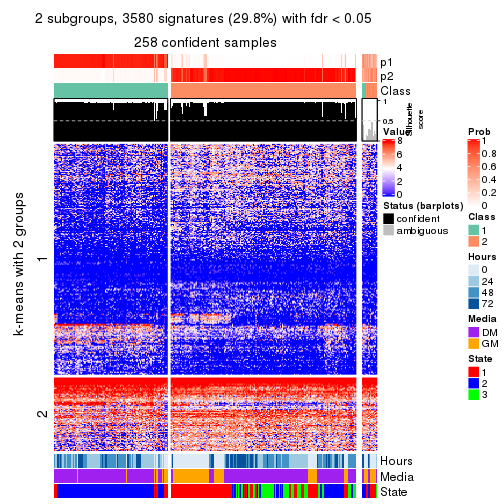 2 subgroups, 3580 signatures (29.8%) with fdr < 0.05
258 confident samples
p1
p2
Class
1
0.5
Silhouette
score
k-means with 2 groups
1
2
Hours
Media
State
Value
8
6
4
2
0
Status (barplots)
confident
ambiguous
Prob
1
0.8
0.6
0.4
0.2
0
Class
1
2
Hours
0
24
48
72
Media
DM
GM
State
1
2
3